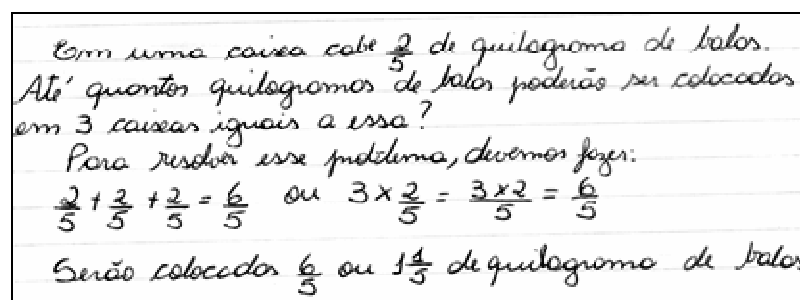 Em uma caixa cabe 2/5 de quilograma de balas.
Até quantos quilogramas de balas poderão ser colocados
em 3 caixas iguais a essa?
Para resolver esse problema, devemos fazer:
2/5 + 2/5 + 2/5 = 6/5 ou 3 × 2/5 = 3×2/5 = 6/5
Serão colocados 6/5 ou 1 1/5 de quilograma de balas